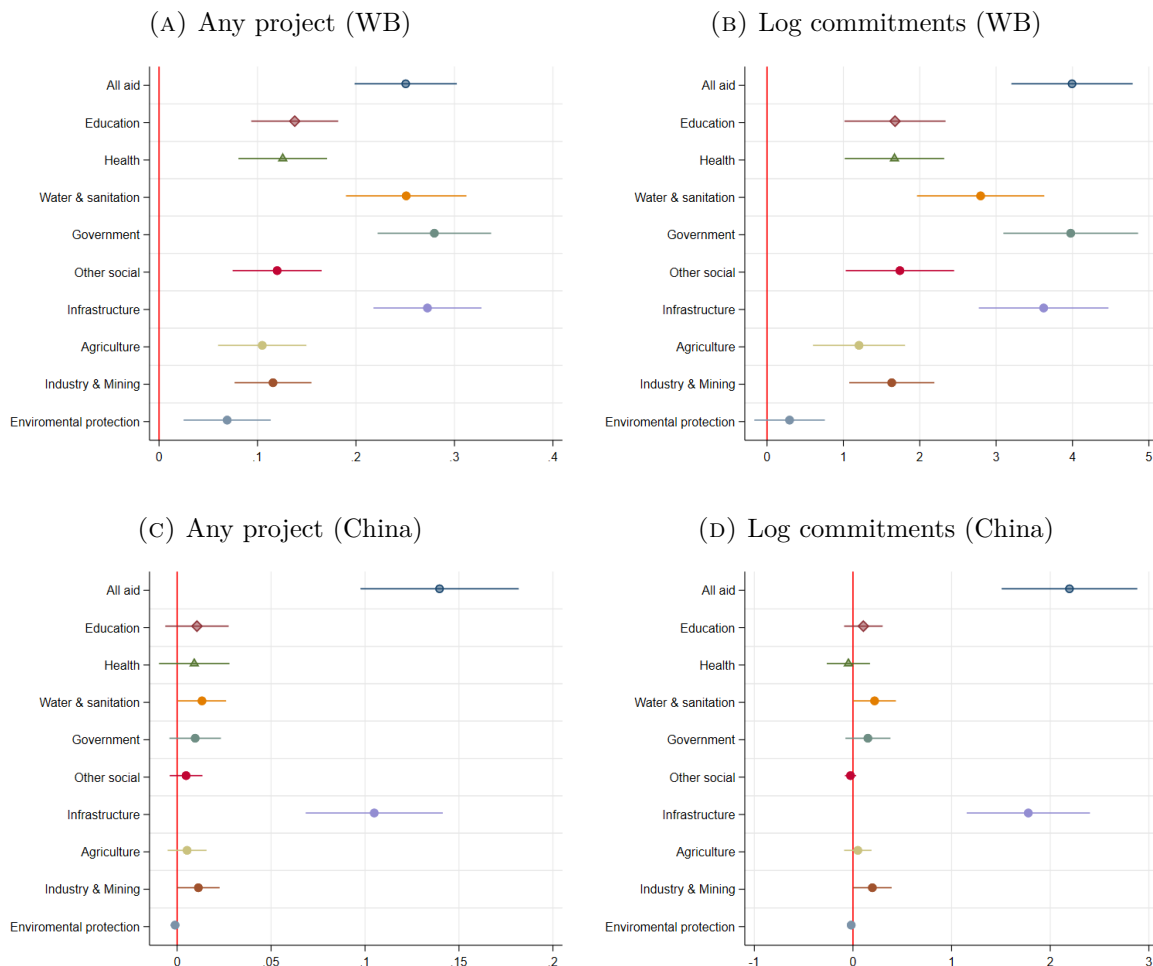 (A) Any project (WB)
All aid
Education
Health
Water & sanitation
Government
Other social
Infrastructure
Agriculture
Industry & Mining
Enviromental protection
0 .1 .2 .3 .4
(B) Log commitments (WB)
All aid
Education
Health
Water & sanitation
Government
Other social
Infrastructure
Agriculture
Industry & Mining
Enviromental protection
0 1 2 3 4 5
(C) Any project (China)
All aid
Education
Health
Water & sanitation
Government
Other social
Infrastructure
Agriculture
Industry & Mining
Enviromental protection
0 .05 .1 .15 .2
(D) Log commitments (China)
All aid
Education
Health
Water & sanitation
Government
Other social
Infrastructure
Agriculture
Industry & Mining
Enviromental protection
-1 0 1 2 3